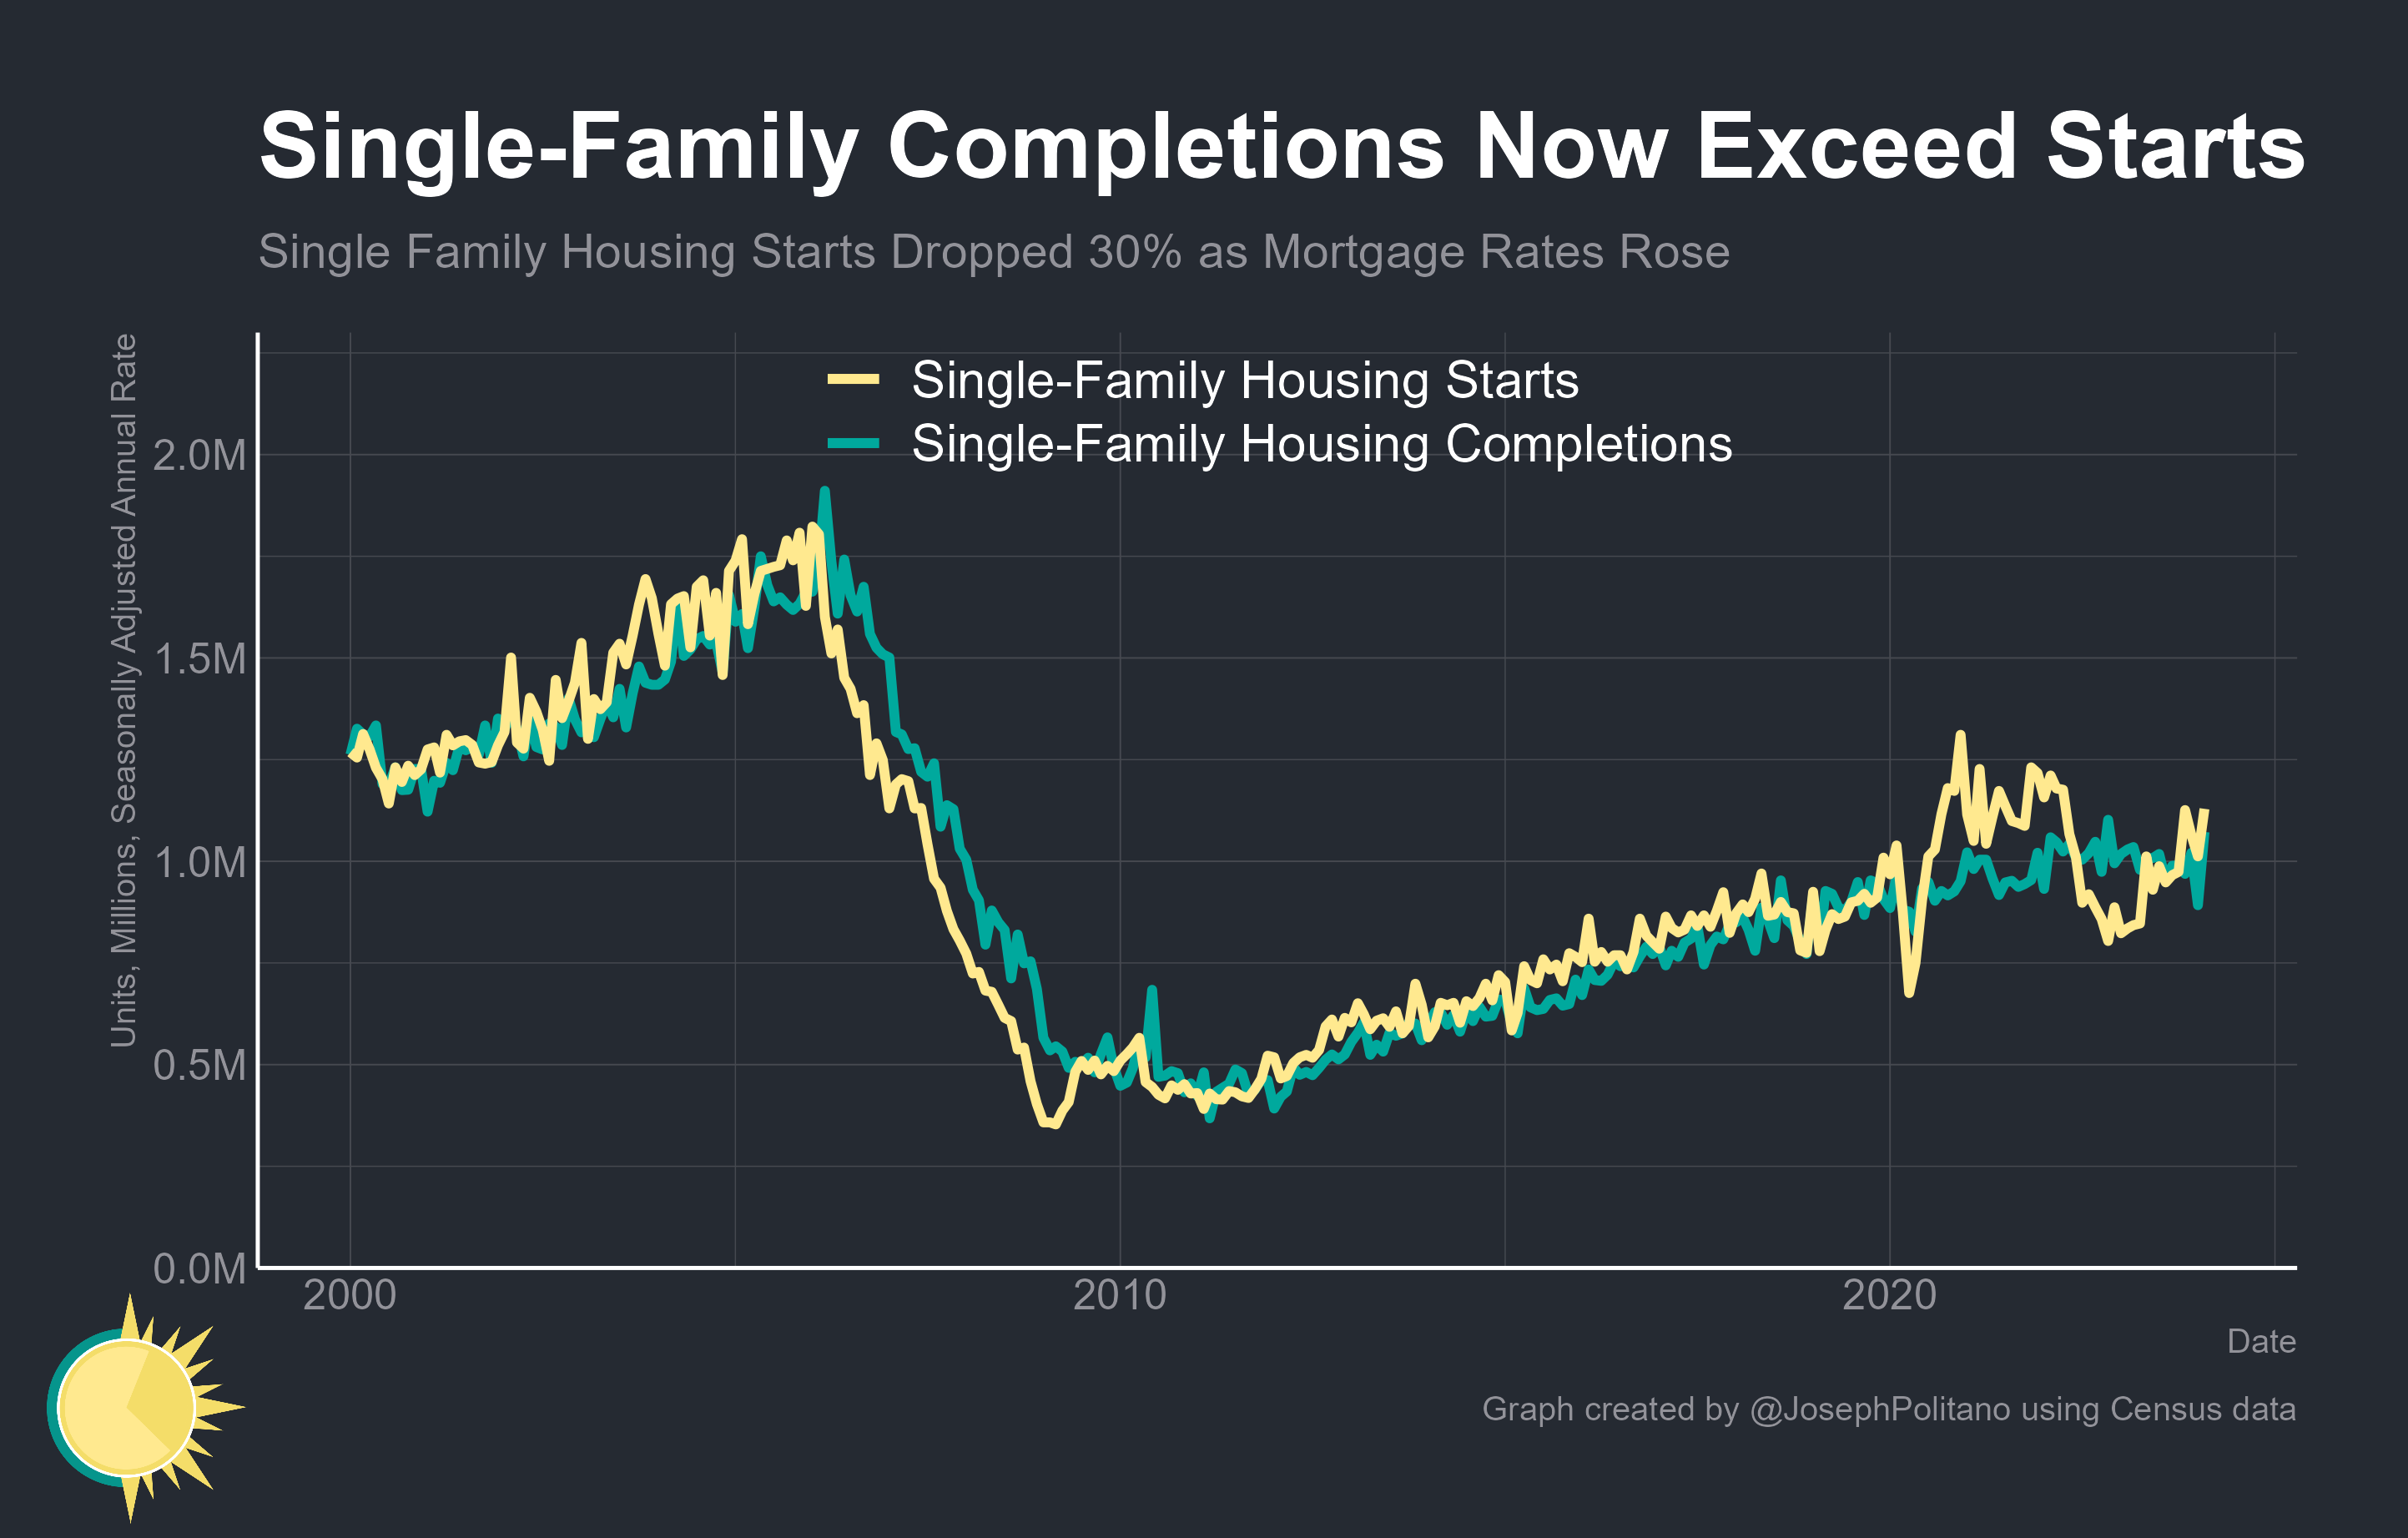 Single-Family Completions Now Exceed Starts
Single Family Housing Starts Dropped 30% as Mortgage Rates Rose
Units, Millions, Seasonally Adjusted Annual Rate
Single-Family Housing Starts
Single-Family Housing Completions
2.0M
1.5M
1.0M
0.5M
0.0M
2000
2010
2020
Date
Graph created by @JosephPolitano using Census data